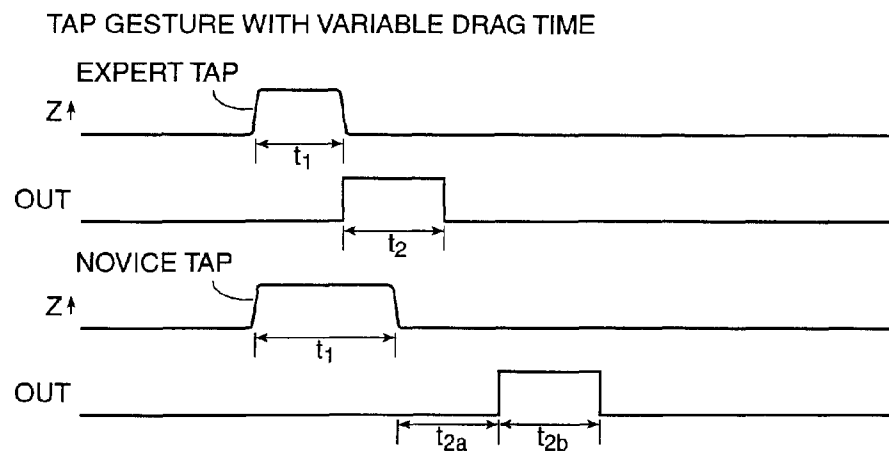 TAP GESTURE WITH VARIABLE DRAG TIME
EXPERT TAP
Z↑
t₁
OUT
t₂
NOVICE TAP
Z↑
t₁
OUT
t₂ₐ t₂b